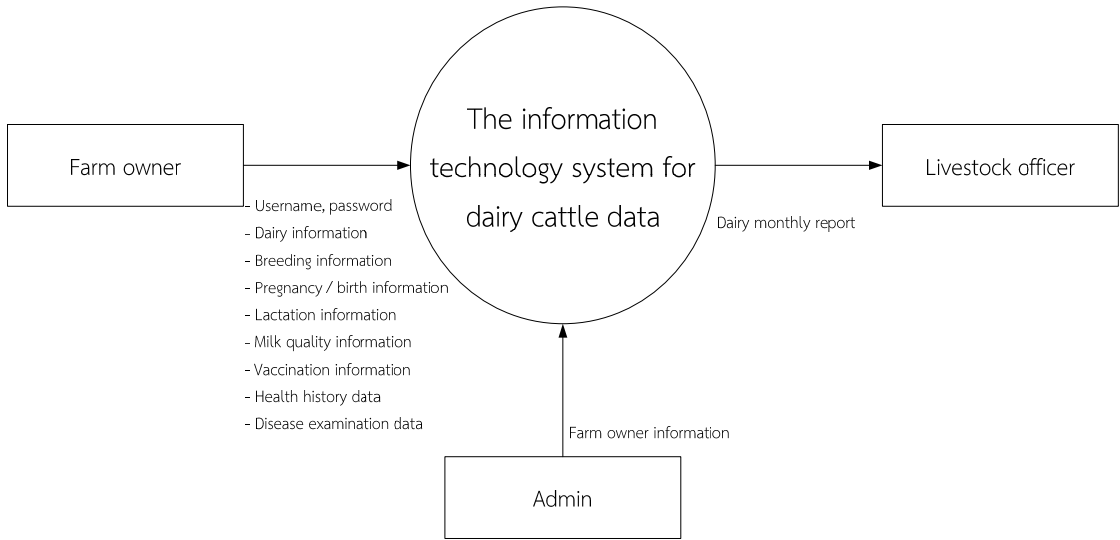 The information
technology system for
dairy cattle data
Farm owner
Livestock officer
- Username, password
- Dairy information
- Breeding information
- Pregnancy / birth information
- Lactation information
- Milk quality information
- Vaccination information
- Health history data
- Disease examination data
Dairy monthly report
Farm owner information
Admin